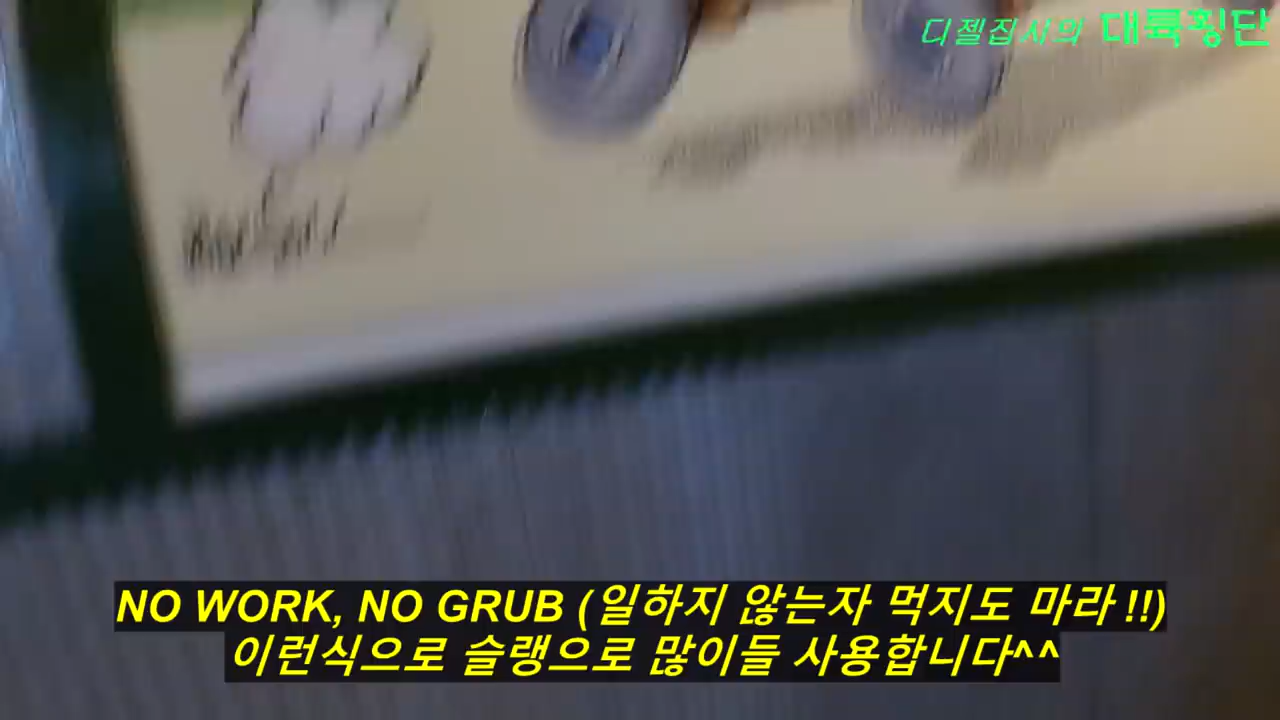 디젤집시의 대륙횡단
NO WORK, NO GRUB (일하지 않는자 먹지도 마라 !!)
이런식으로 슬랭으로 많이들 사용합니다^^